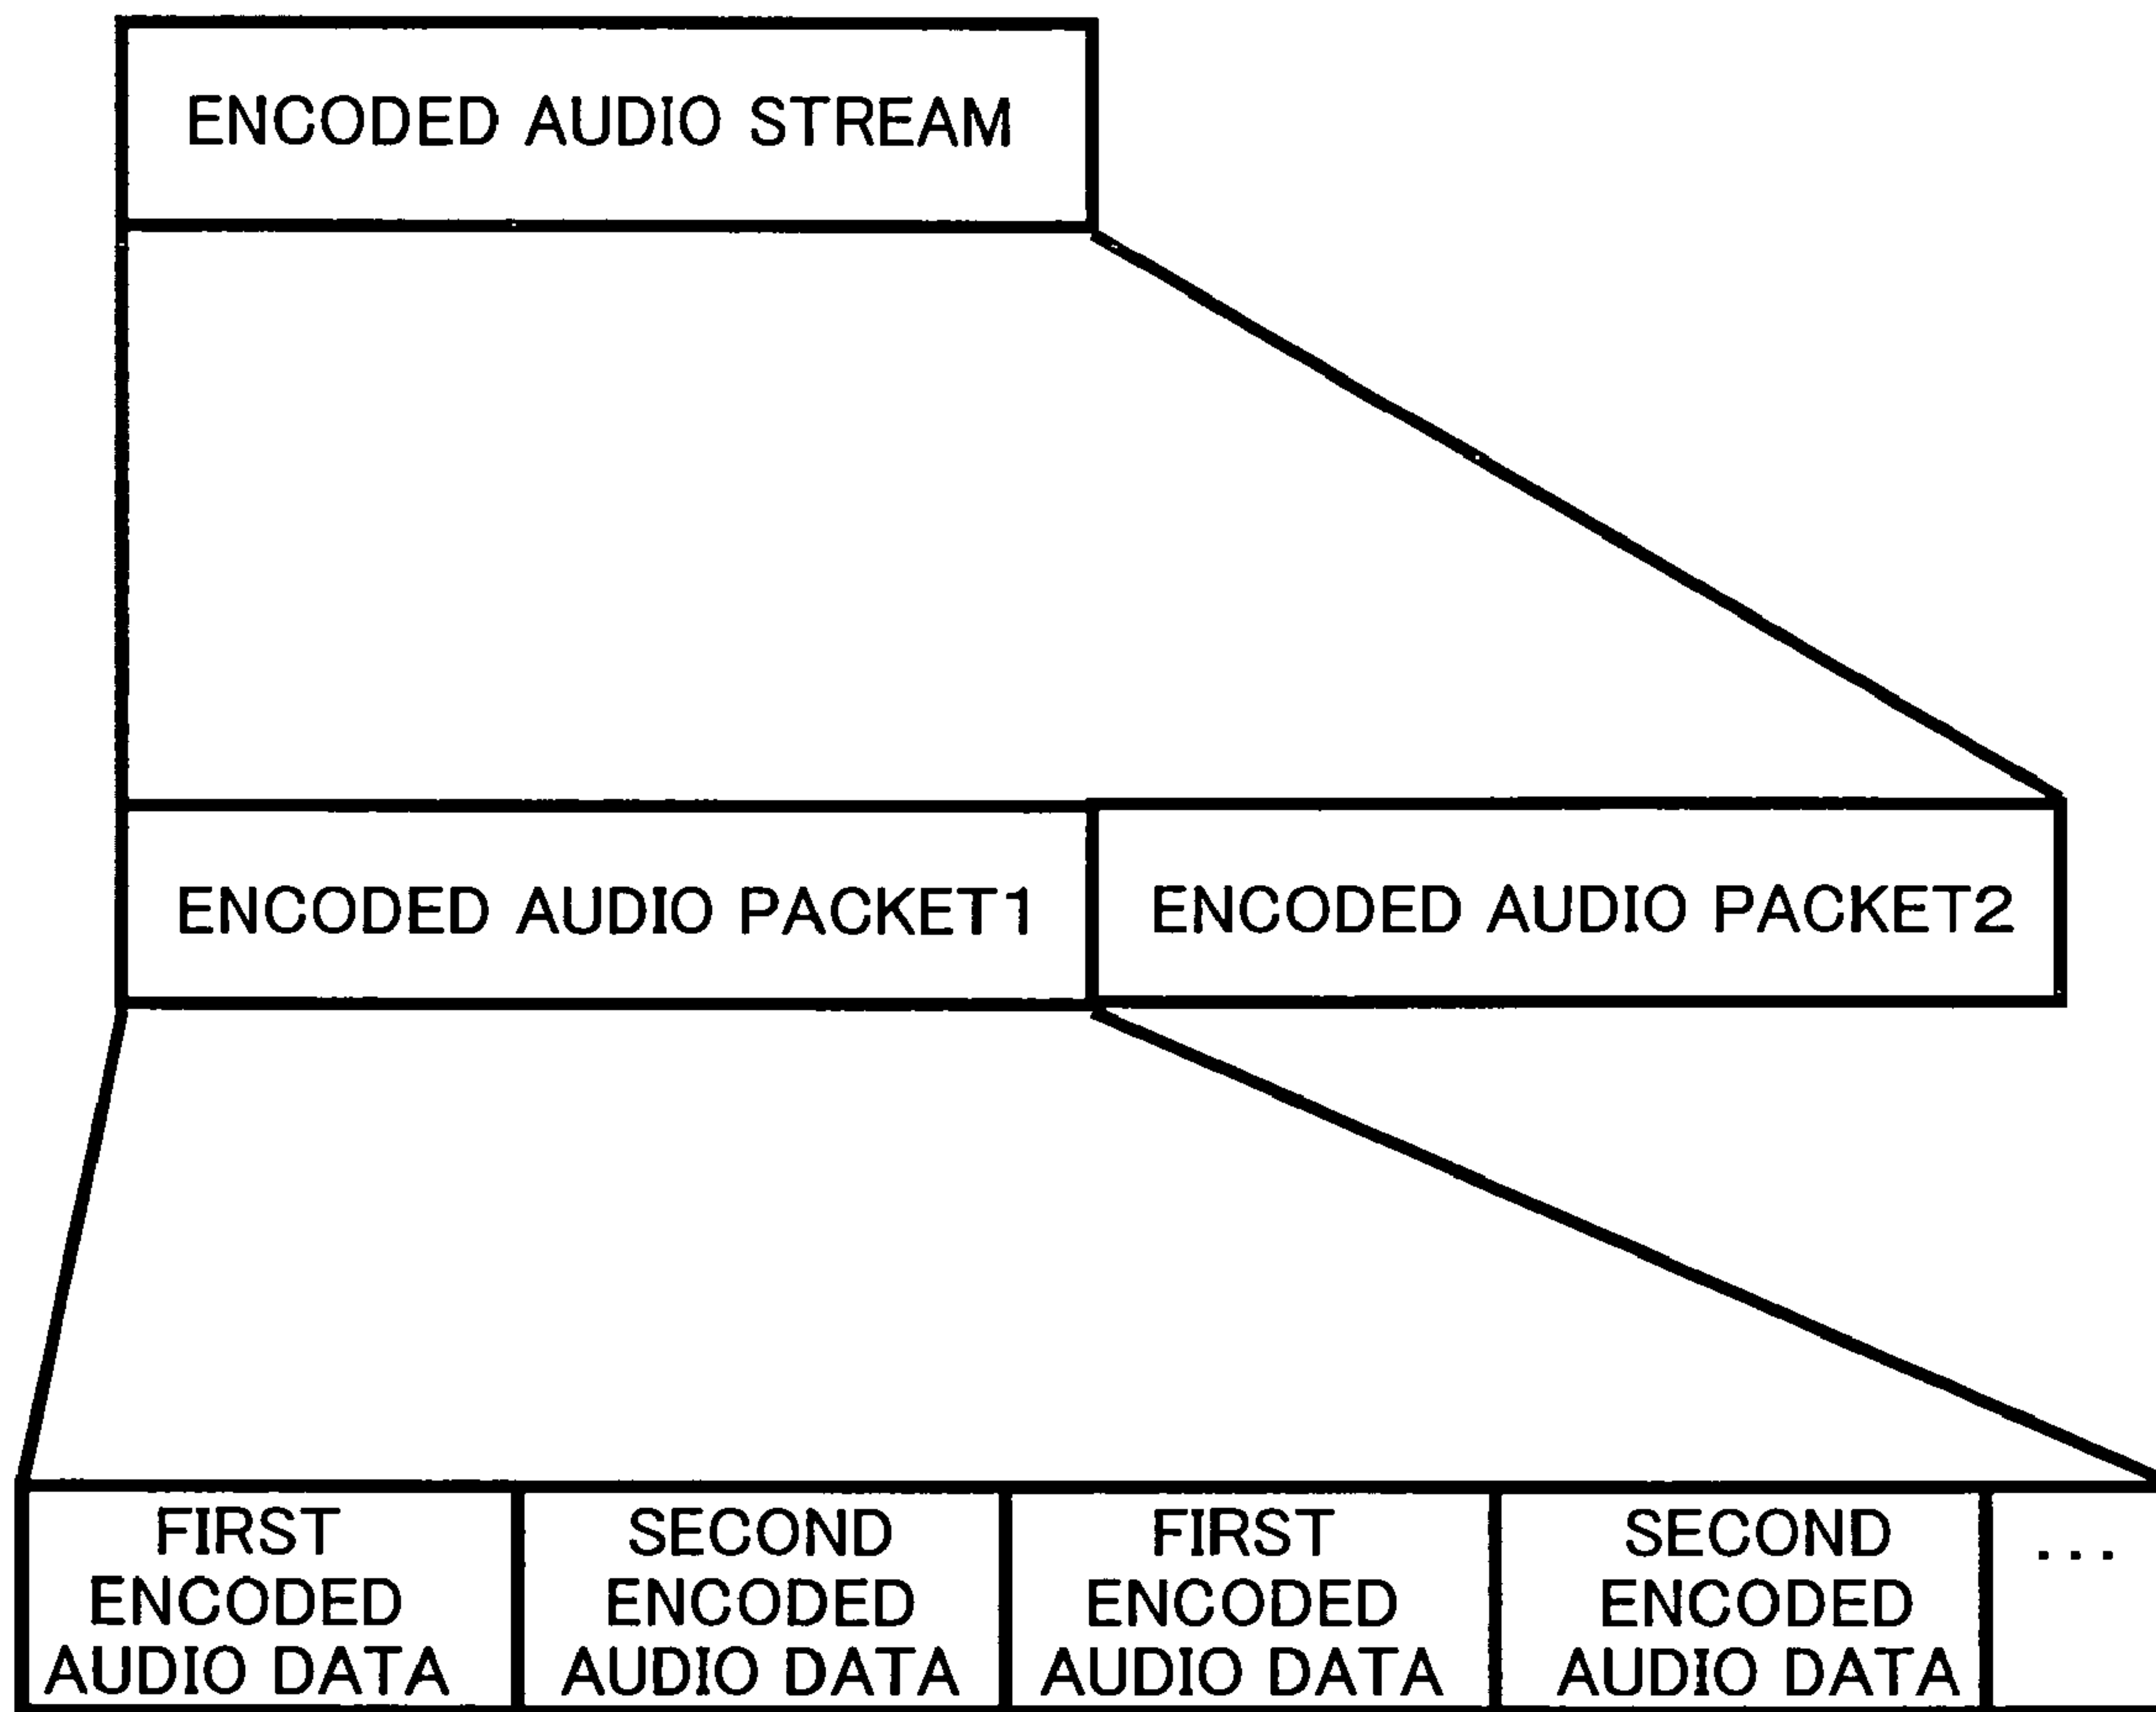 ENCODED AUDIO STREAM
ENCODED AUDIO PACKET1
ENCODED AUDIO PACKET2
FIRST
ENCODED
AUDIO DATA
SECOND
ENCODED
AUDIO DATA
FIRST
ENCODED
AUDIO DATA
SECOND
ENCODED
AUDIO DATA
...